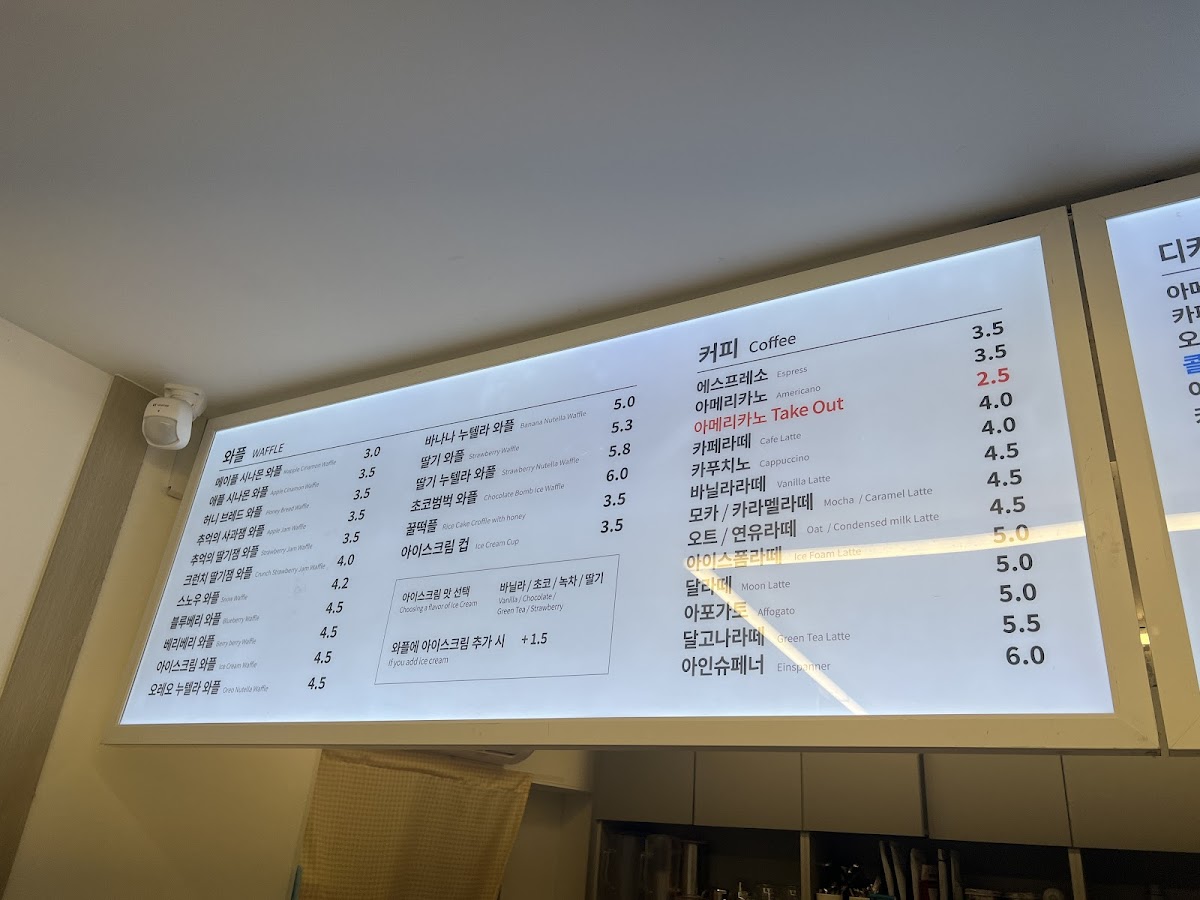 와플 WAFFLE
메이플 시나몬 와플 Mapple Cinamon Waffle 3.0
애플 시나몬 와플 Apple Cinamon Waffle 3.5
허니 브레드 와플 Honey Bread Waffle 3.5
추억의 사과잼 와플 Apple Jam Waffle 3.5
추억의 딸기잼 와플 Strawberry Jam Waffle 3.5
크런치 딸기잼 와플 Crunch Strawberry Jam Waffle 4.0
스노우 와플 Snow Waffle 4.2
블루베리 와플 Blueberry Waffle 4.5
베리베리 와플 Berry berry Waffle 4.5
아이스크림 와플 Ice Cream Waffle 4.5
오레오 누텔라 와플 Oreo Nutella Waffle 4.5
바나나 누텔라 와플 Banana Nutella Waffle 5.0
딸기 와플 Strawberry Waffle 5.3
딸기 누텔라 와플 Strawberry Nutella Waffle 5.8
초코범벅 와플 Chocolate Bomb Ice Waffle 6.0
꿀떡플 Rice Cake Croffle with honey 3.5
아이스크림 컵 Ice Cream Cup 3.5
아이스크림 맛 선택 바닐라 / 초코 / 녹차 / 딸기
Choosing a flavor of Ice Cream Vanilla / Chocolate /
Green Tea / Strawberry
와플에 아이스크림 추가 시 + 1.5
If you add ice cream
커피 Coffee
에스프레소 Espress 3.5
아메리카노 Americano 3.5
아메리카노 Take Out 2.5
카페라떼 Cafe Latte 4.0
카푸치노 Cappuccino 4.0
바닐라라떼 Vanilla Latte 4.5
모카 / 카라멜라떼 Mocha / Caramel Latte 4.5
오트 / 연유라떼 Oat / Condensed milk Latte 4.5
아이스폼라떼 Ice Foam Latte 5.0
달라떼 Moon Latte 5.0
아포가토 Affogato 5.0
달고나라떼 Green Tea Latte 5.5
아인슈페너 Einspanner 6.0